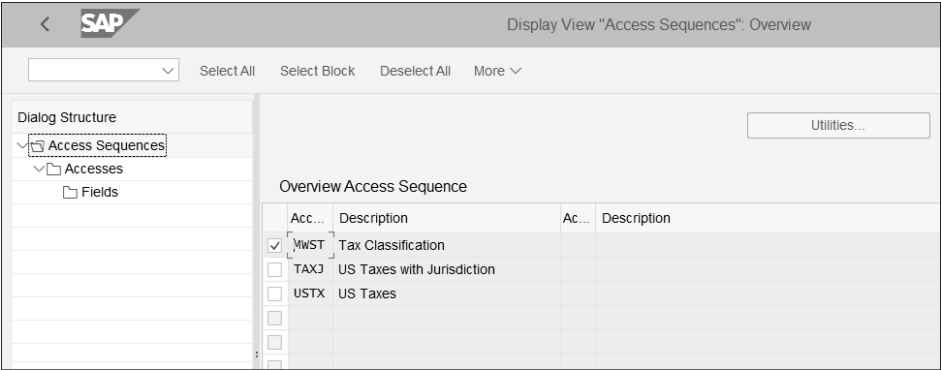 SAP
Display View "Access Sequences": Overview
Select All Select Block Deselect All More
Dialog Structure
Utilities...
Access Sequences
Accesses
Fields
Overview Access Sequence
Acc... Description Ac... Description
MWST Tax Classification
TAXJ US Taxes with Jurisdiction
USTX US Taxes